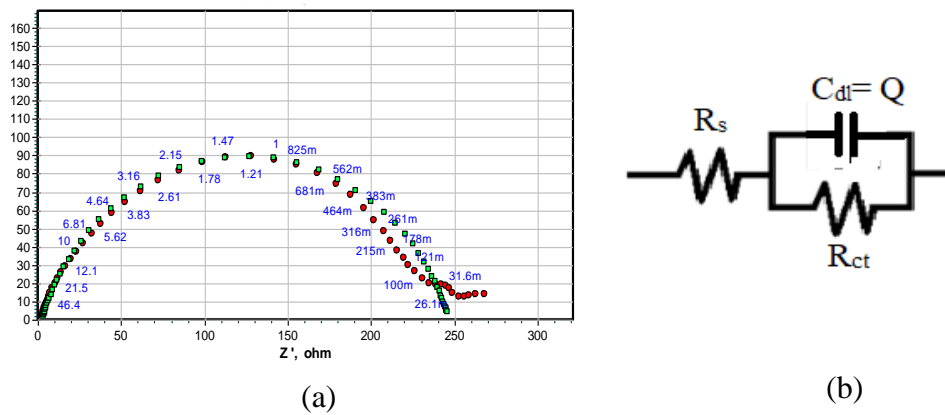 160
150
140
130
120
110
100
90
80
70
60
50
40
30
20
10
0
0
50
100
150
200
250
300
Z', ohm
1.47
1
2.15
825m
3.16
1.78
1.21
562m
2.61
681m
383m
4.64
3.83
464m
261m
6.81
5.62
316m
178m
10
215m
121m
12.1
100m
31.6m
21.5
46.4
26.1m
(a)
Rs
Cdl= Q
Rct
(b)